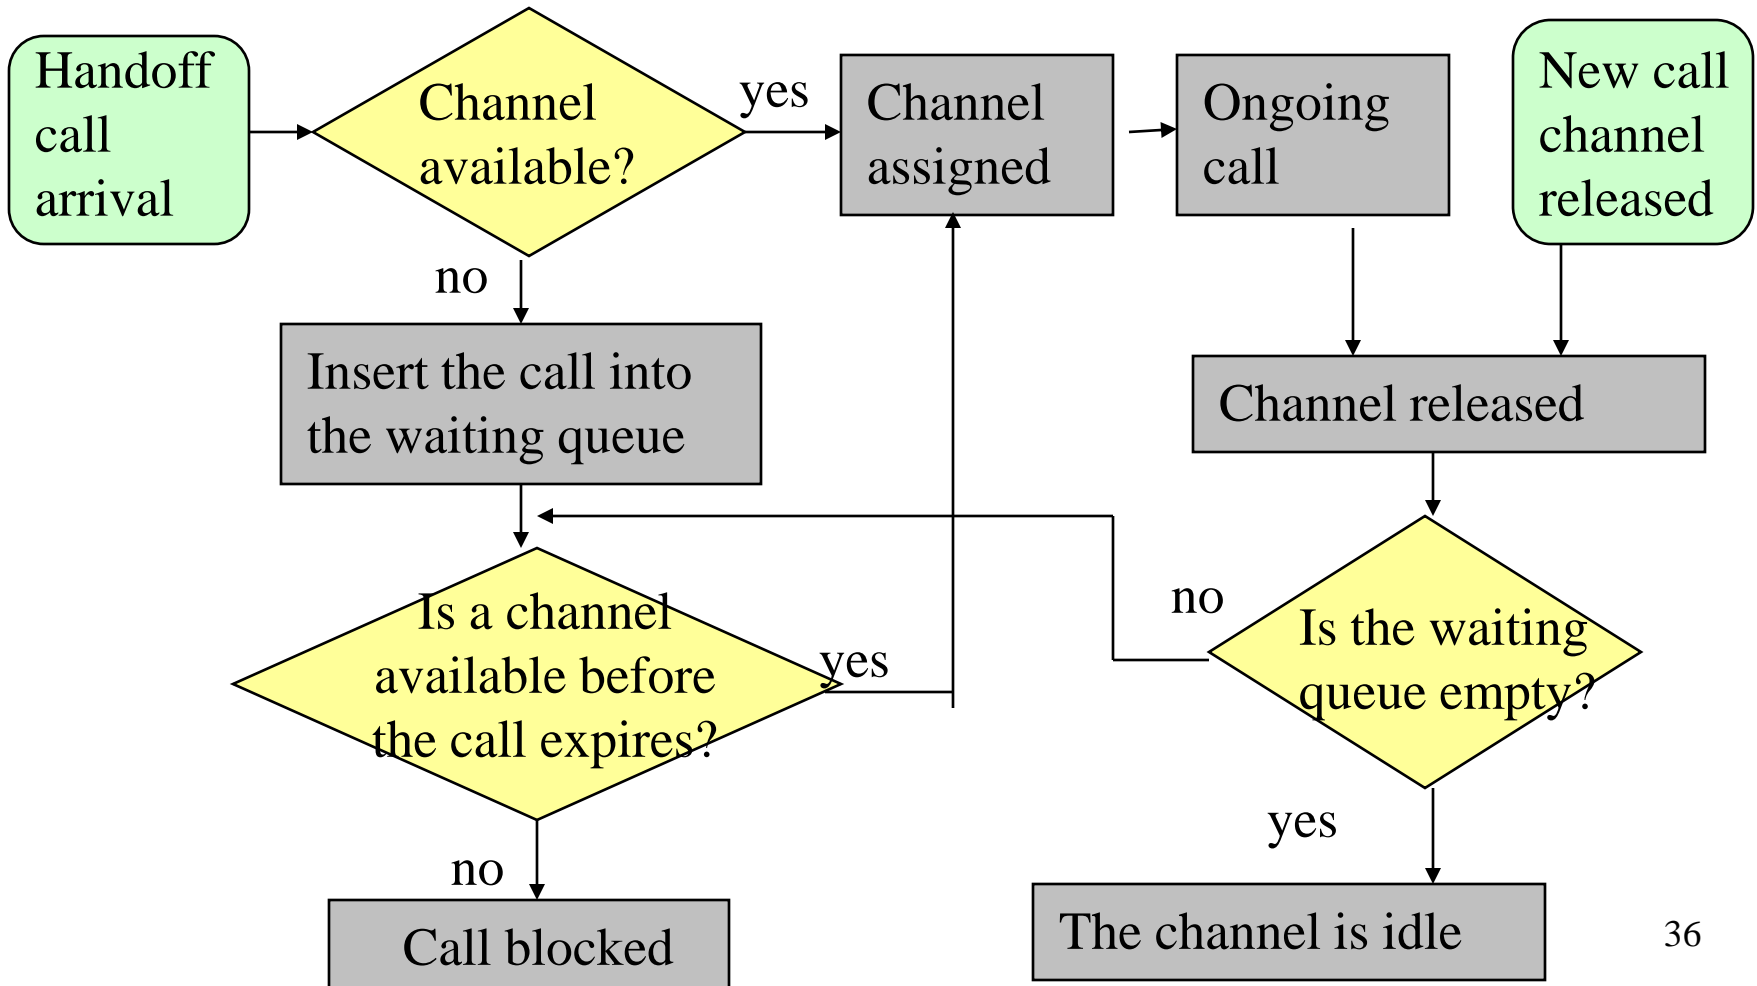 Handoff
call
arrival
Channel
available?
yes
Channel
assigned
Ongoing
call
New call
channel
released
no
Insert the call into
the waiting queue
Channel released
Is a channel
available before
the call expires?
yes
no
Is the waiting
queue empty?
no
Call blocked
yes
The channel is idle
36